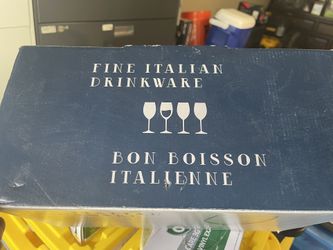 FINE ITALIAN
DRINKWARE
BON BOISSON
ITALIENNE